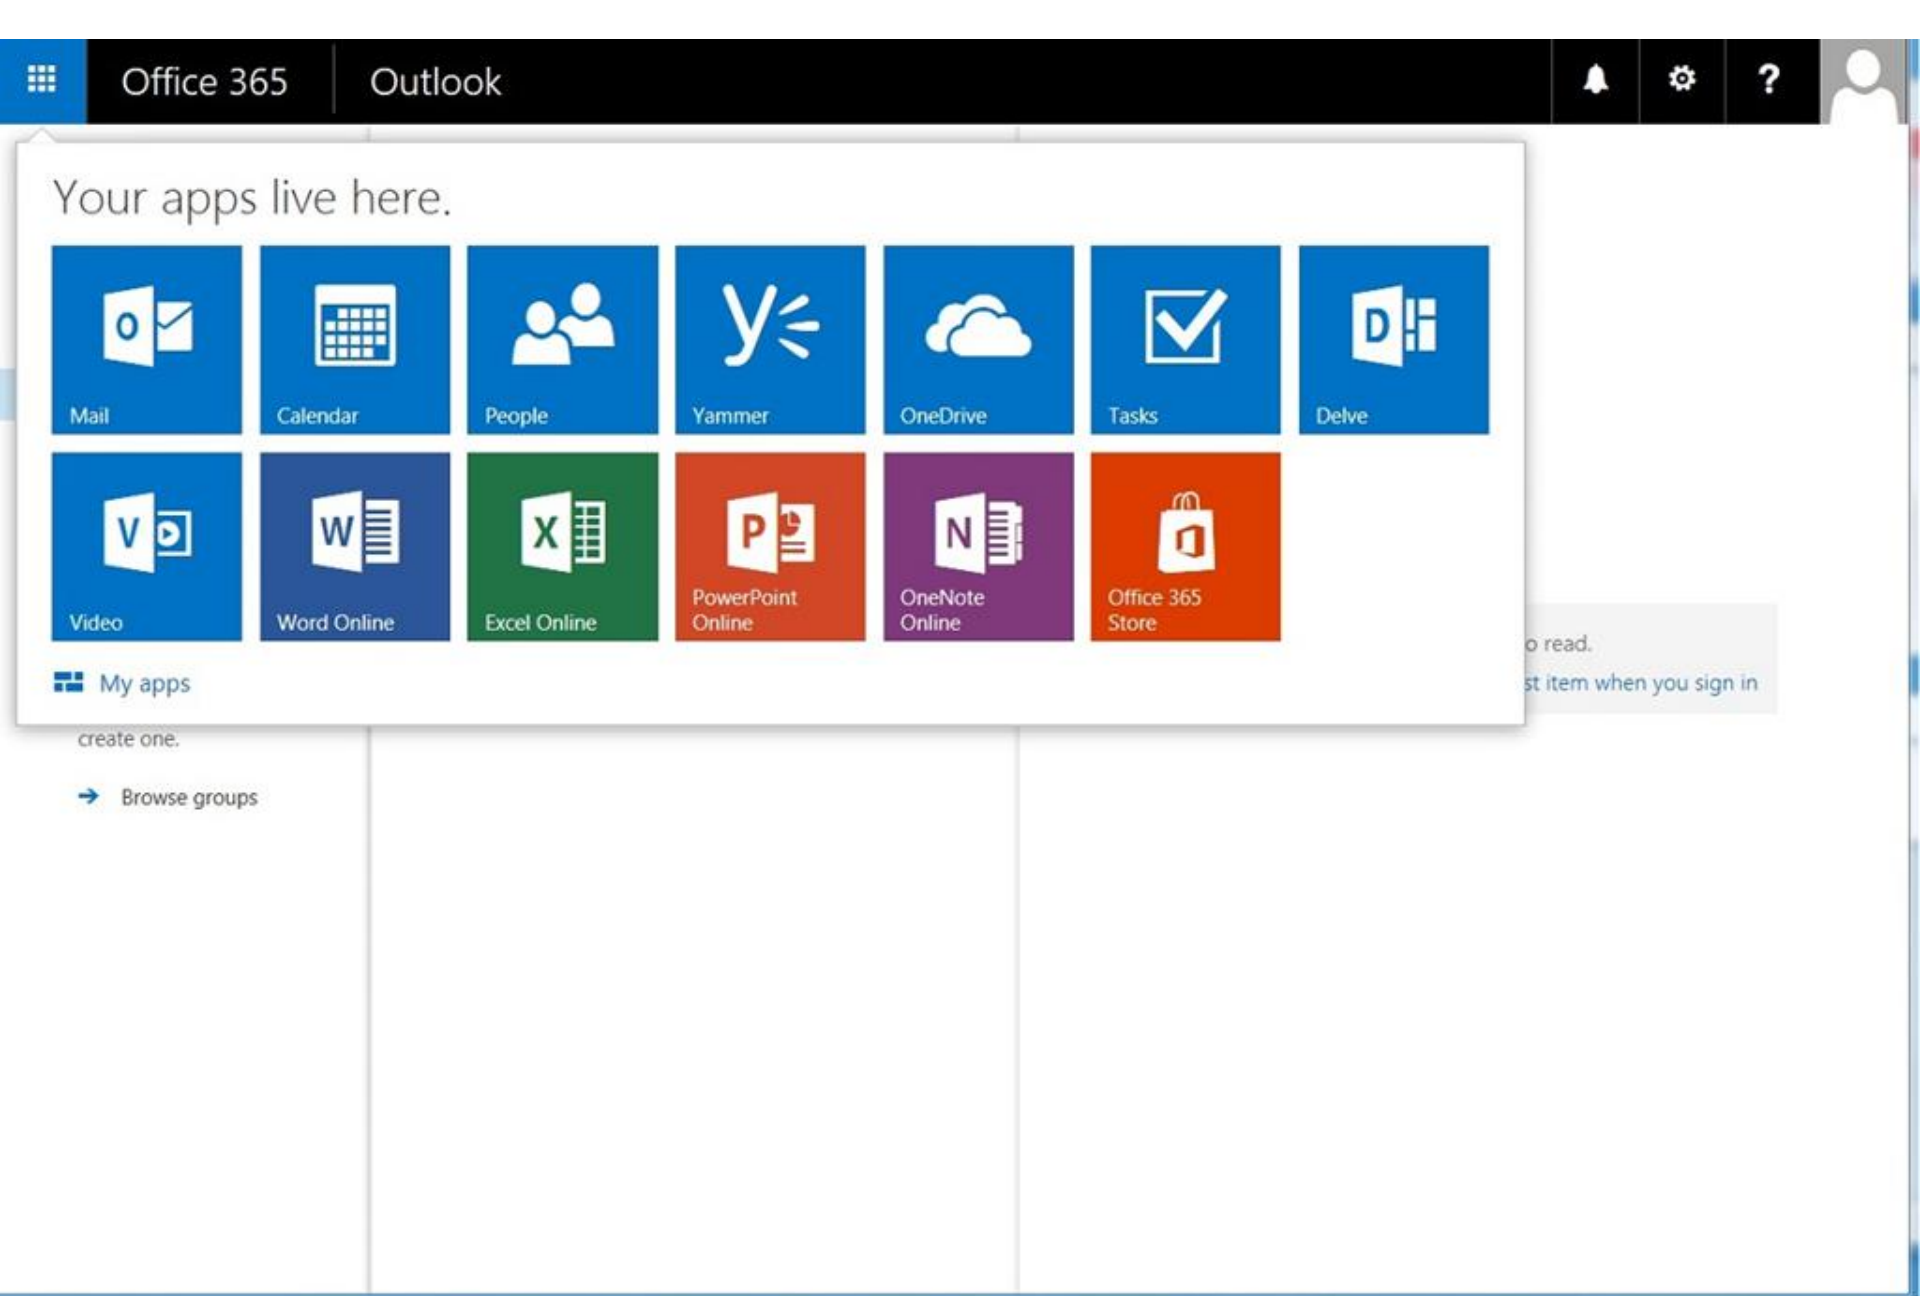 Office 365
Outlook
?
Your apps live here.
O
Mail
Calendar
People
Yammer
OneDrive
Tasks
D
Delve
V
Video
W
Word Online
X
Excel Online
P
PowerPoint
Online
N
OneNote
Online
Office 365
Store
My apps
read.
item when you sign in
create one.
Browse groups